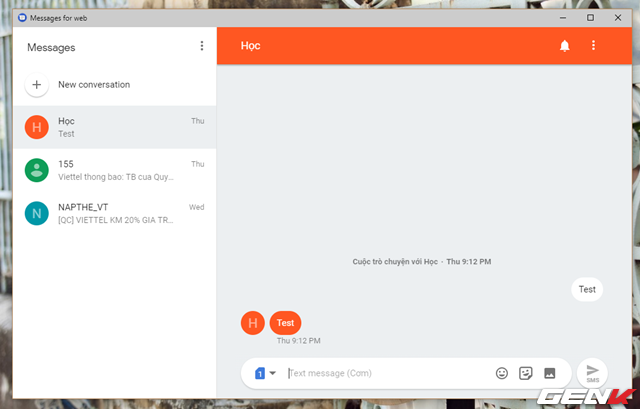 Messages for web
Messages
New conversation
H
Học
Thu
Test
155
Thu
Viettel thong bao: TB cua Quy...
N
NAPTHE_VT
Wed
[QC] VIETTEL KM 20% GIA TR...
Học
Cuộc trò chuyện với Học · Thu 9:12 PM
Test
H
Test
Thu 9:12 PM
1
Text message (Com)
SMS
GENK